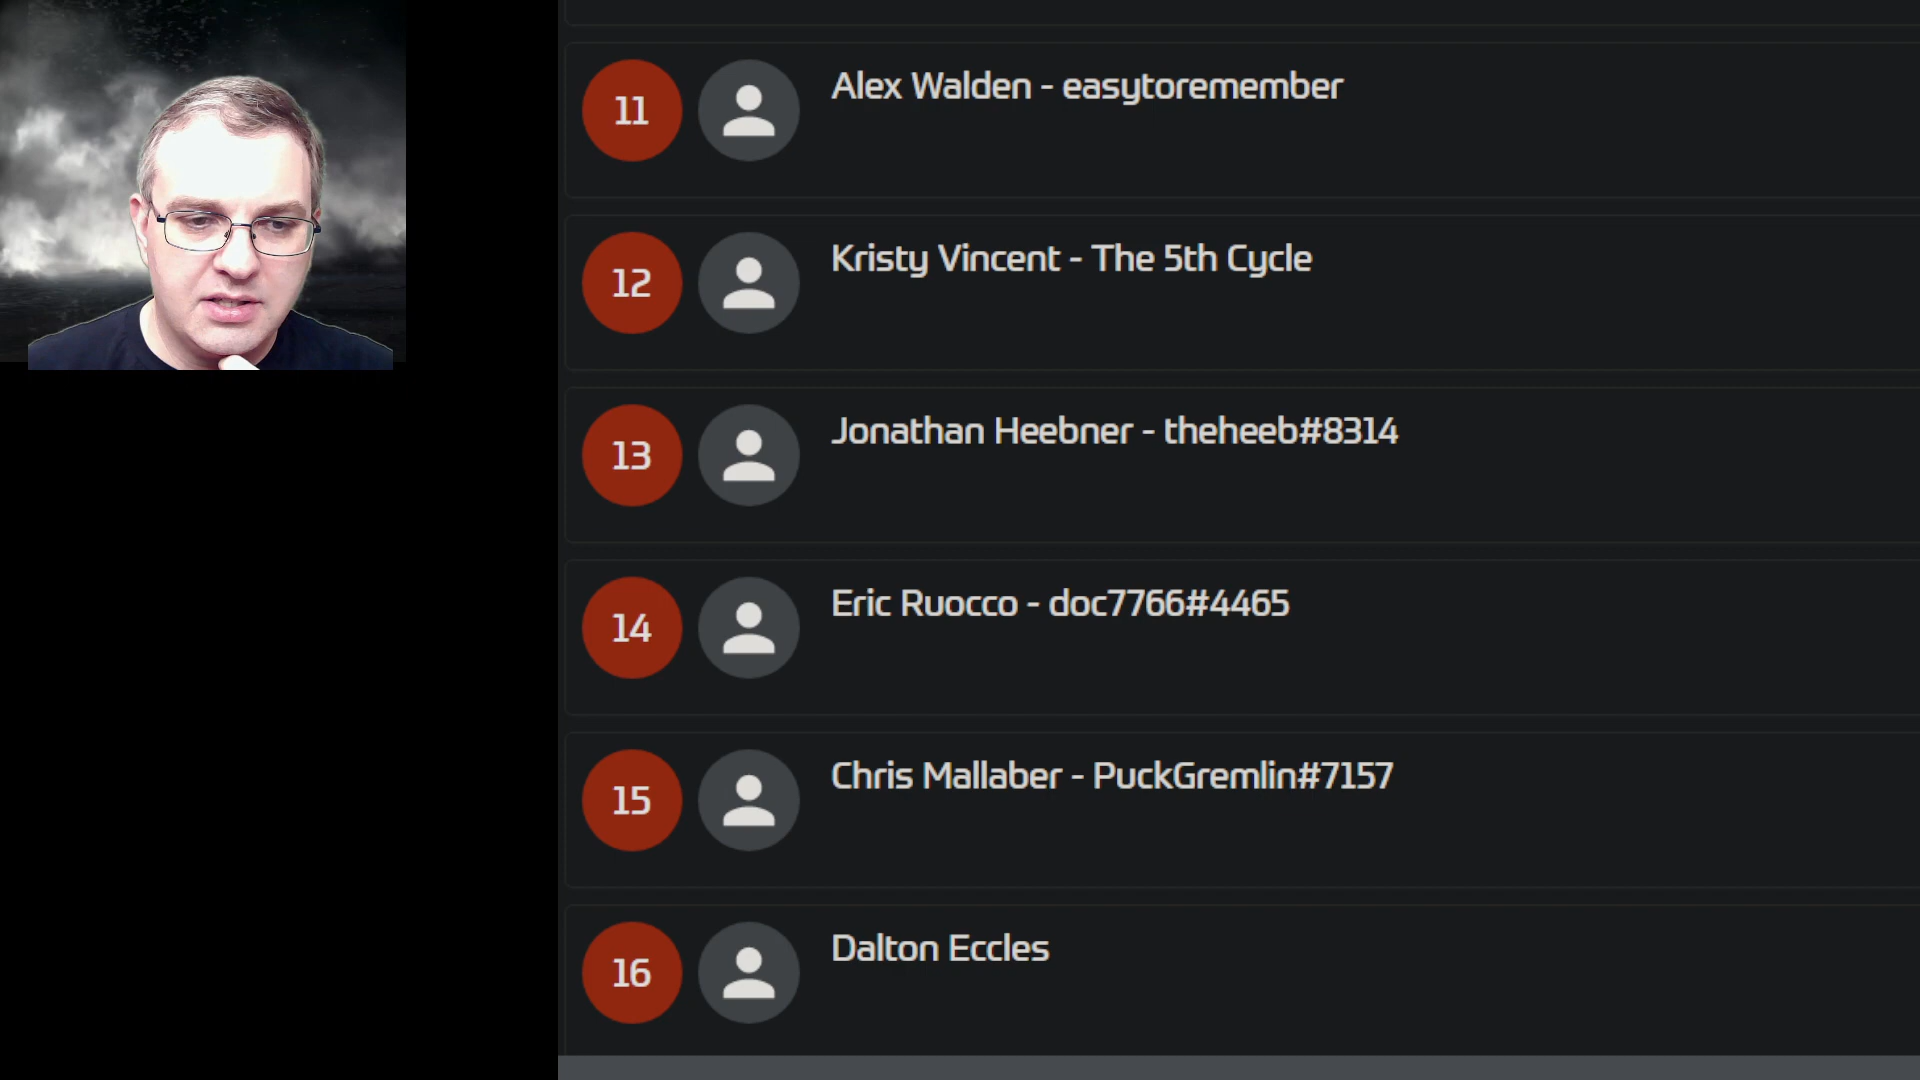 11
Alex Walden - easytoremember
12
Kristy Vincent - The 5th Cycle
13
Jonathan Heebner - theheeb#8314
14
Eric Ruocco - doc7766#4465
15
Chris Mallaber - PuckGremlin#7157
16
Dalton Eccles